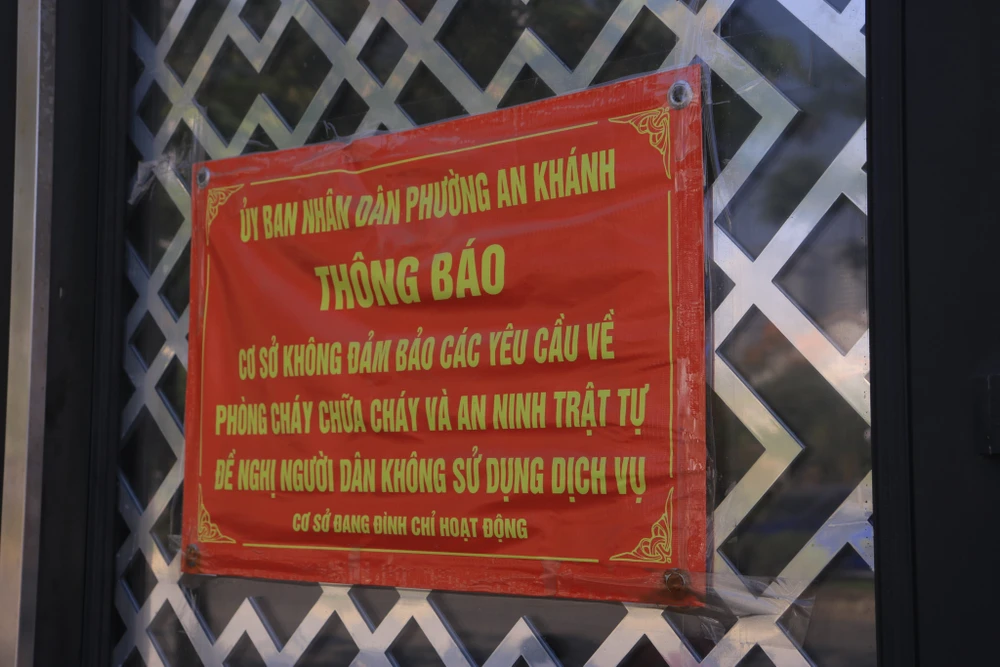 ỦY BAN NHÂN DÂN PHƯỜNG AN KHÁNH
THÔNG BÁO
CƠ SỞ KHÔNG ĐẢM BẢO CÁC YÊU CẦU VỀ
PHÒNG CHÁY CHỮA CHÁY VÀ AN NINH TRẬT TỰ
ĐỀ NGHỊ NGƯỜI DÂN KHÔNG SỬ DỤNG DỊCH VỤ
CƠ SỞ ĐANG ĐÌNH CHỈ HOẠT ĐỘNG